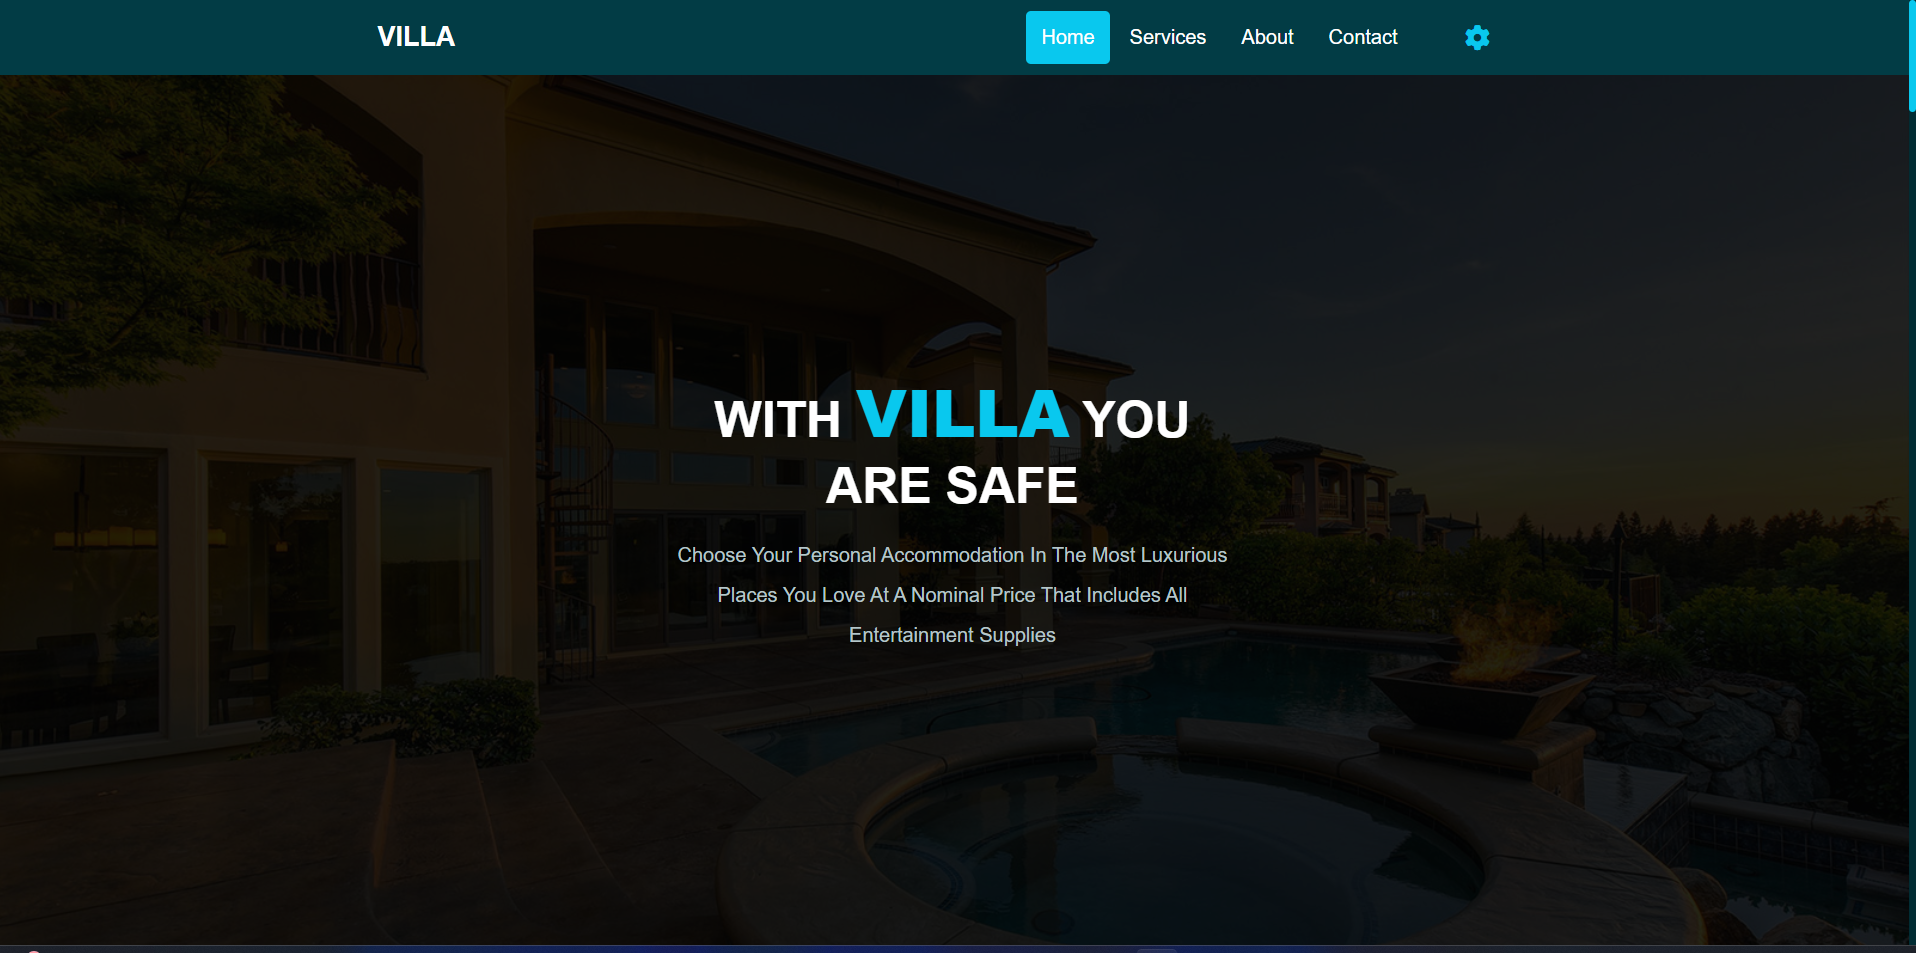 VILLA
Home Services About Contact
WITH VILLA YOU
ARE SAFE
Choose Your Personal Accommodation In The Most Luxurious
Places You Love At A Nominal Price That Includes All
Entertainment Supplies